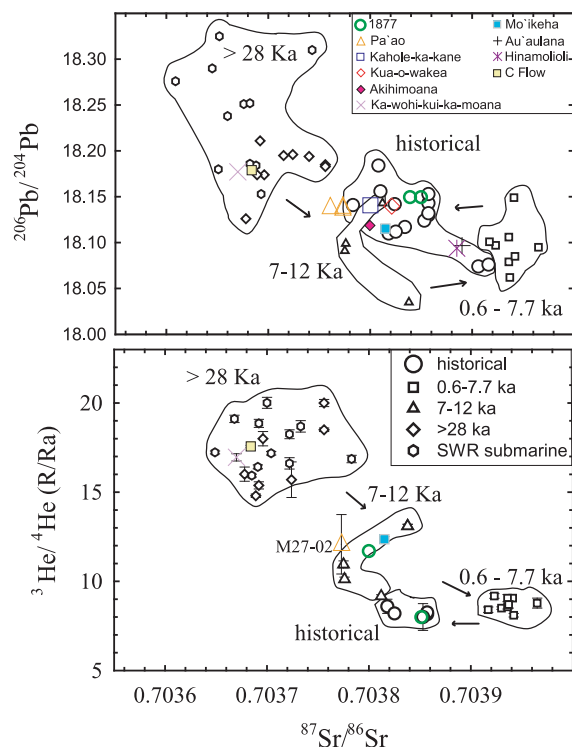 18.30
18.25
18.20
18.15
18.10
18.05
18.00
206Pb/ 204Pb
> 28 Ka
historical
7-12 Ka
0.6 - 7.7 ka
1877
Pa`ao
Kahole-ka-kane
Kua-o-wakea
Akihimoana
Ka-wohi-kui-ka-moana
Mo`ikeha
Au`aulana
Hinamolioli
C Flow
20
15
10
5
3He/ 4He (R/Ra)
> 28 Ka
7-12 Ka
M27-02
0.6 - 7.7 ka
historical
historical
0.6-7.7 ka
7-12 ka
>28 ka
SWR submarine
0.7036
0.7037
0.7038
0.7039
87Sr/86Sr